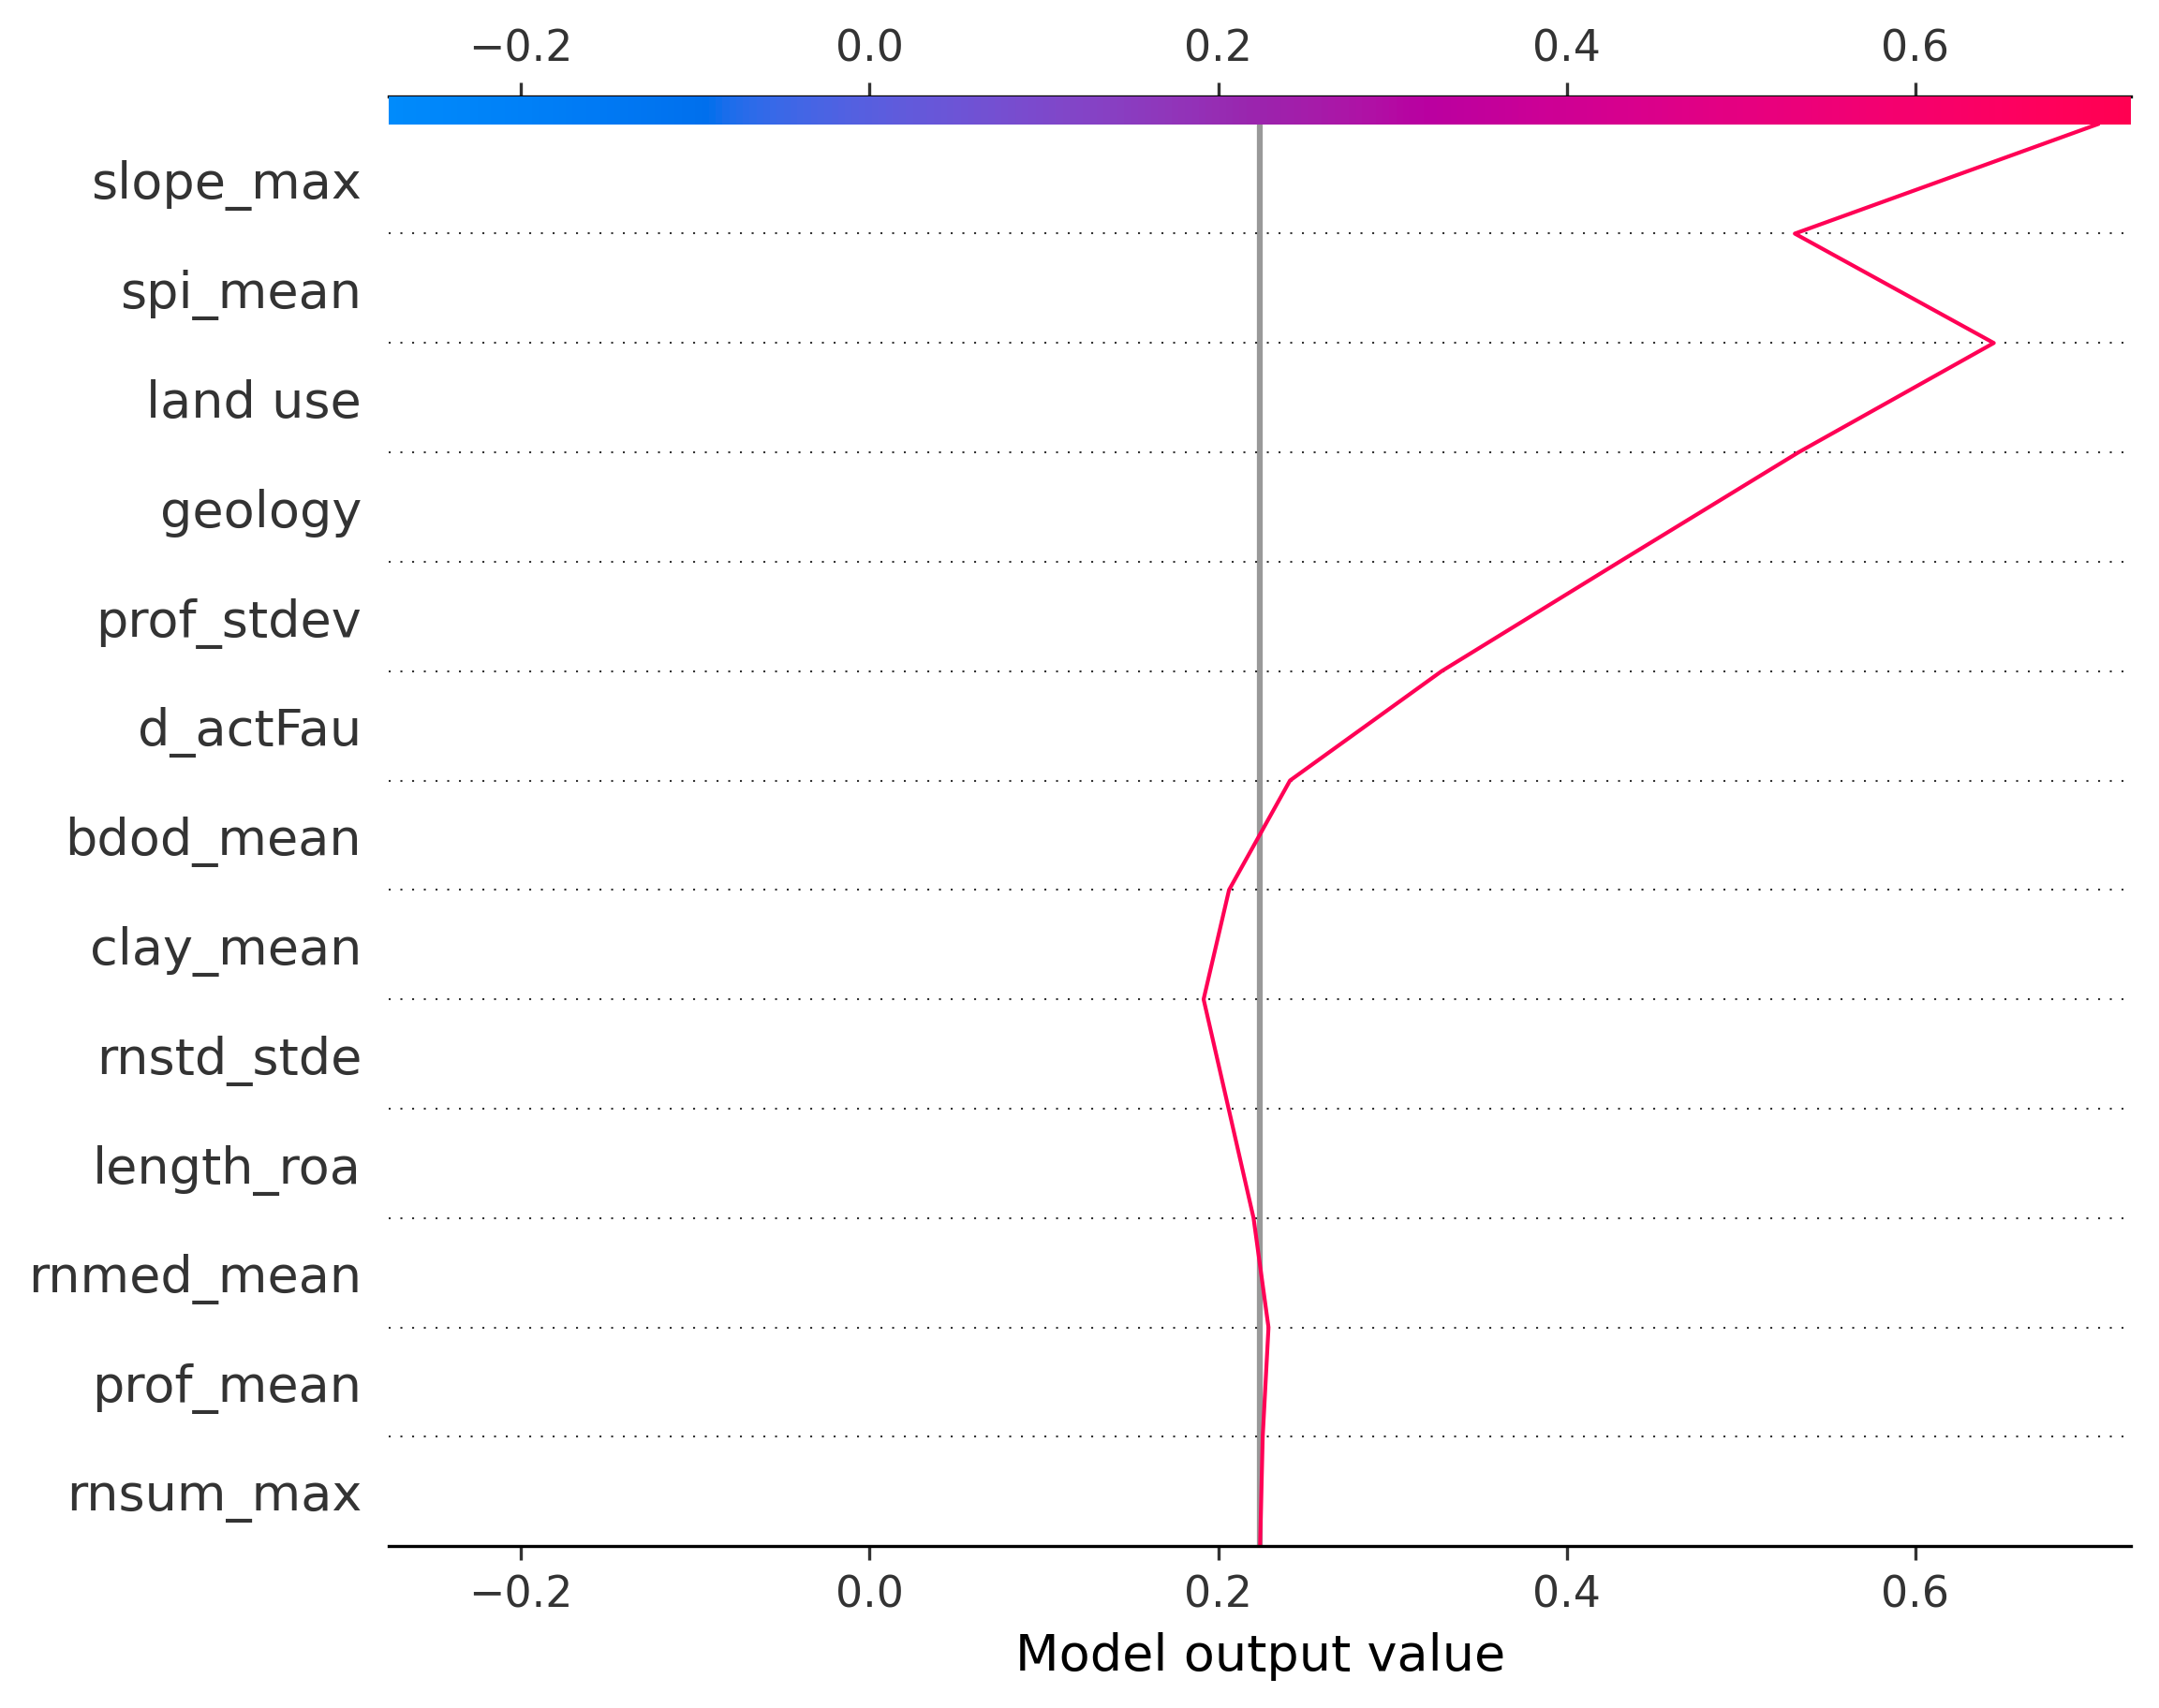 −0.2 0.0 0.2 0.4 0.6
slope_max
spi_mean
land use
geology
prof_stdev
d_actFau
bdod_mean
clay_mean
rnstd_stde
length_roa
rnmed_mean
prof_mean
rnsum_max
−0.2 0.0 0.2 0.4 0.6
Model output value